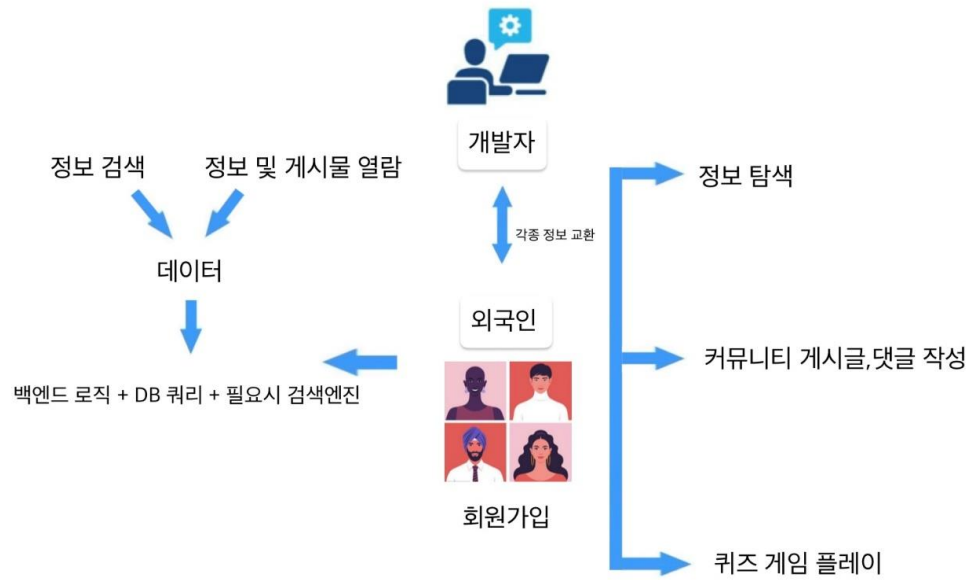 개발자
정보 검색
정보 및 게시물 열람
정보 탐색
각종 정보 교환
데이터
외국인
커뮤니티 게시글,댓글 작성
백엔드 로직 + DB 쿼리 + 필요시 검색엔진
회원가입
퀴즈 게임 플레이